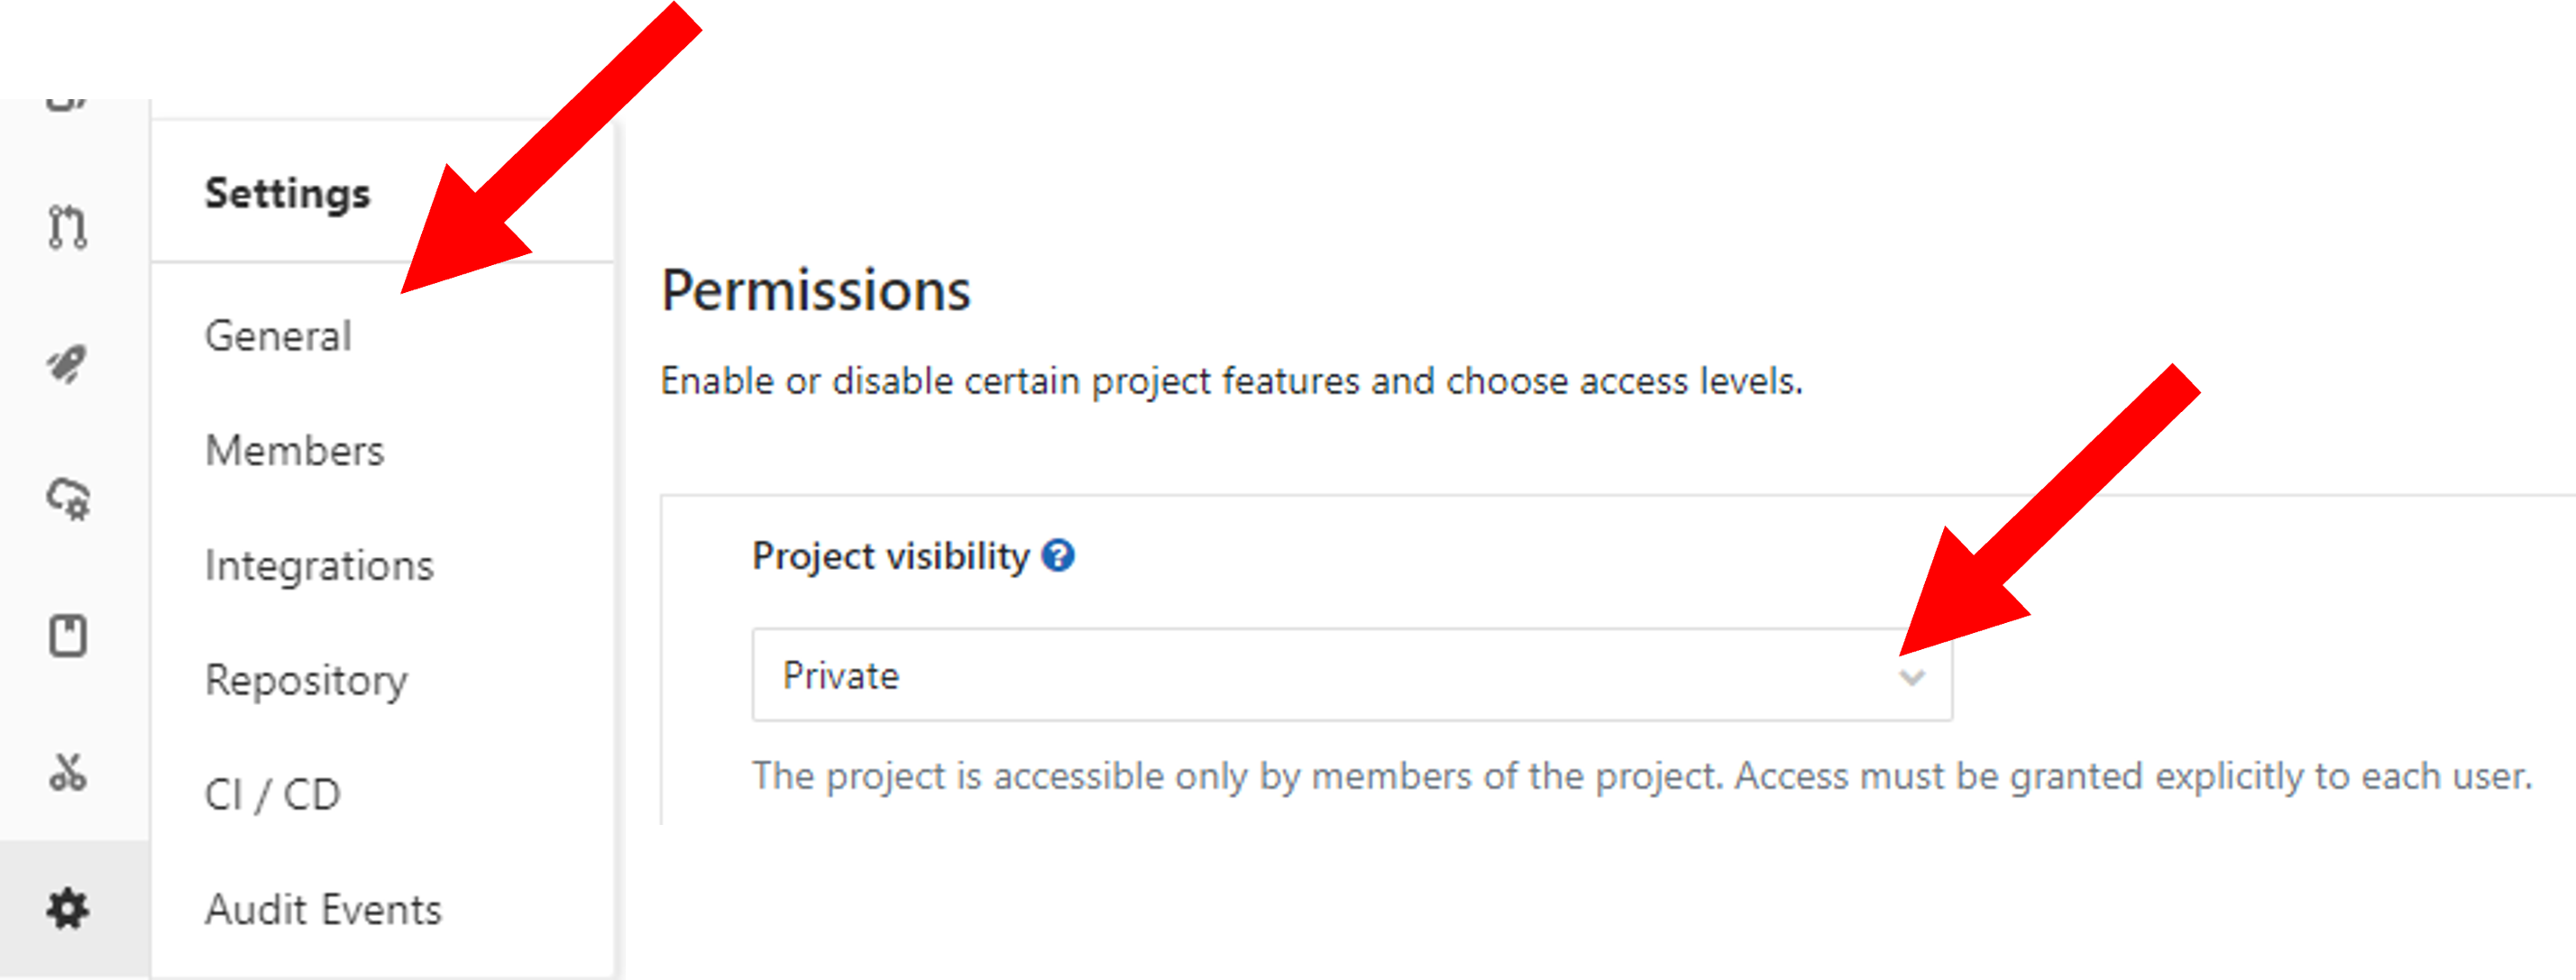 Settings
General
Members
Integrations
Repository
CI / CD
Audit Events
Permissions
Enable or disable certain project features and choose access levels.
Project visibility ?
Private
The project is accessible only by members of the project. Access must be granted explicitly to each user.